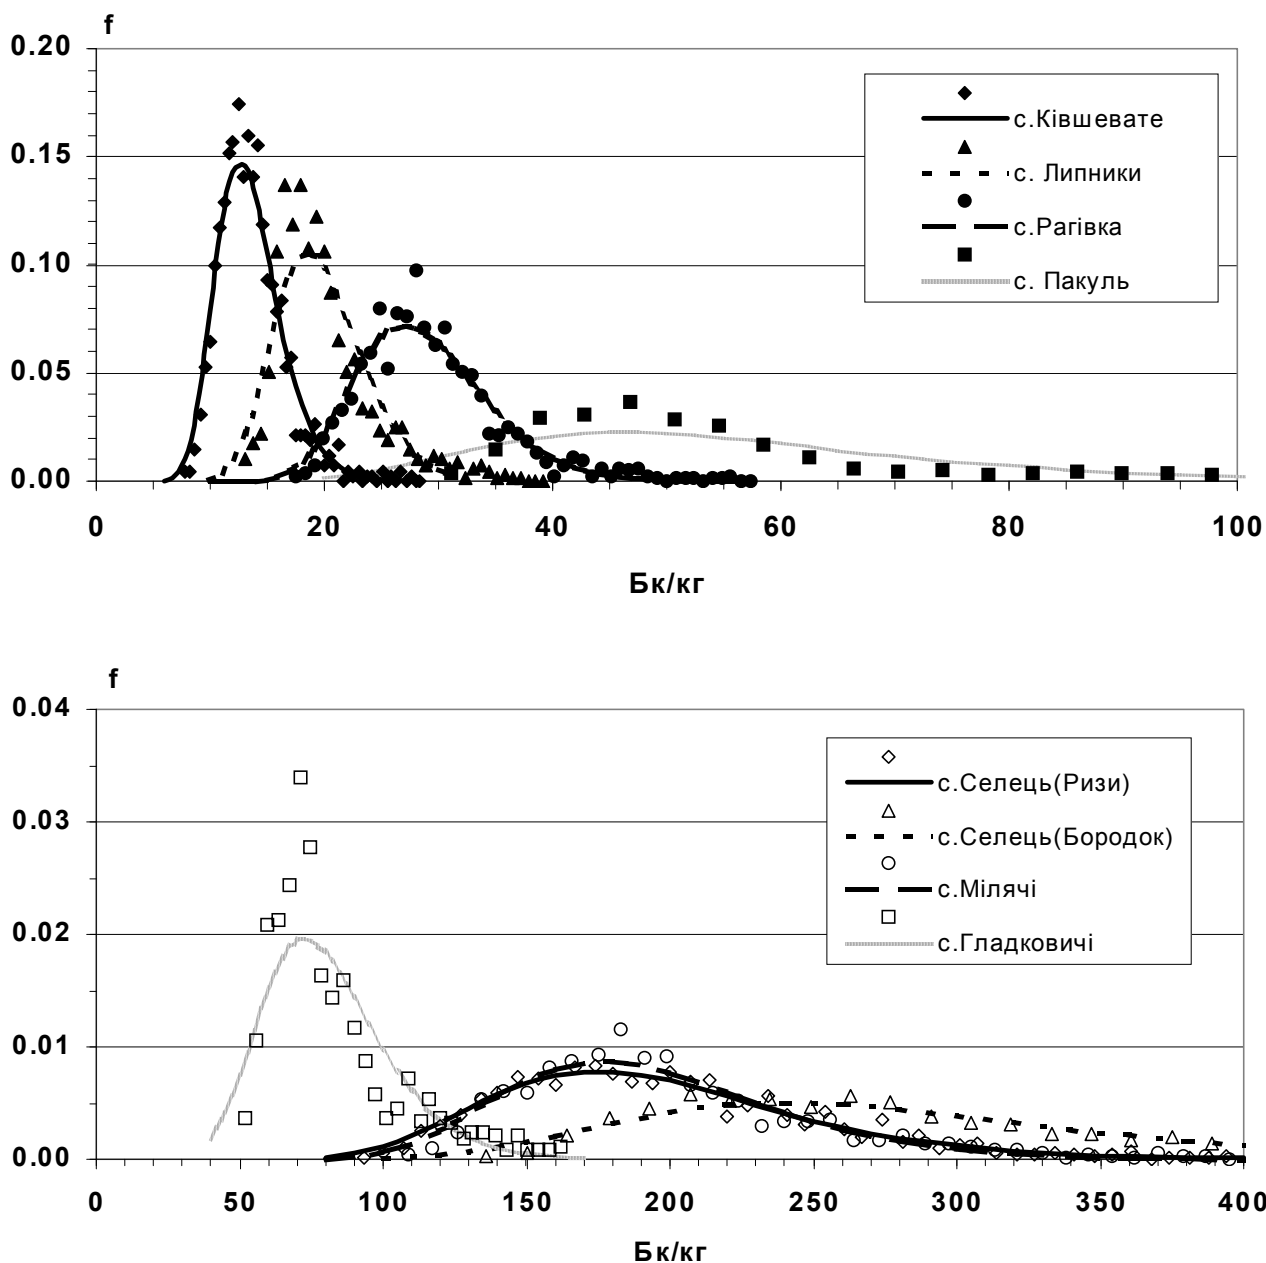 f
0.20
0.15
0.10
0.05
0.00
с.Ківшевате
с. Липники
с.Рагівка
с. Пакуль
0 20 40 60 80 100
Бк/кг
f
0.04
0.03
0.02
0.01
0.00
с.Селець(Ризи)
с.Селець(Бородок)
с.Мілячі
с.Гладковичі
0 50 100 150 200 250 300 350 400
Бк/кг